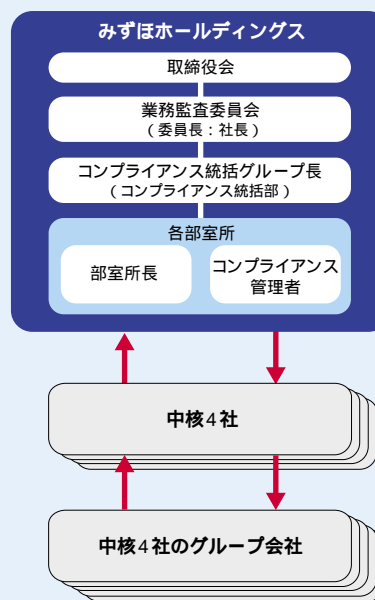 みずほホールディングス
取締役会
業務監査委員会
(委員長：社長)
コンプライアンス統括グループ長
(コンプライアンス統括部)
各部室所
部室所長
コンプライアンス
管理者
中核4社
中核4社のグループ会社